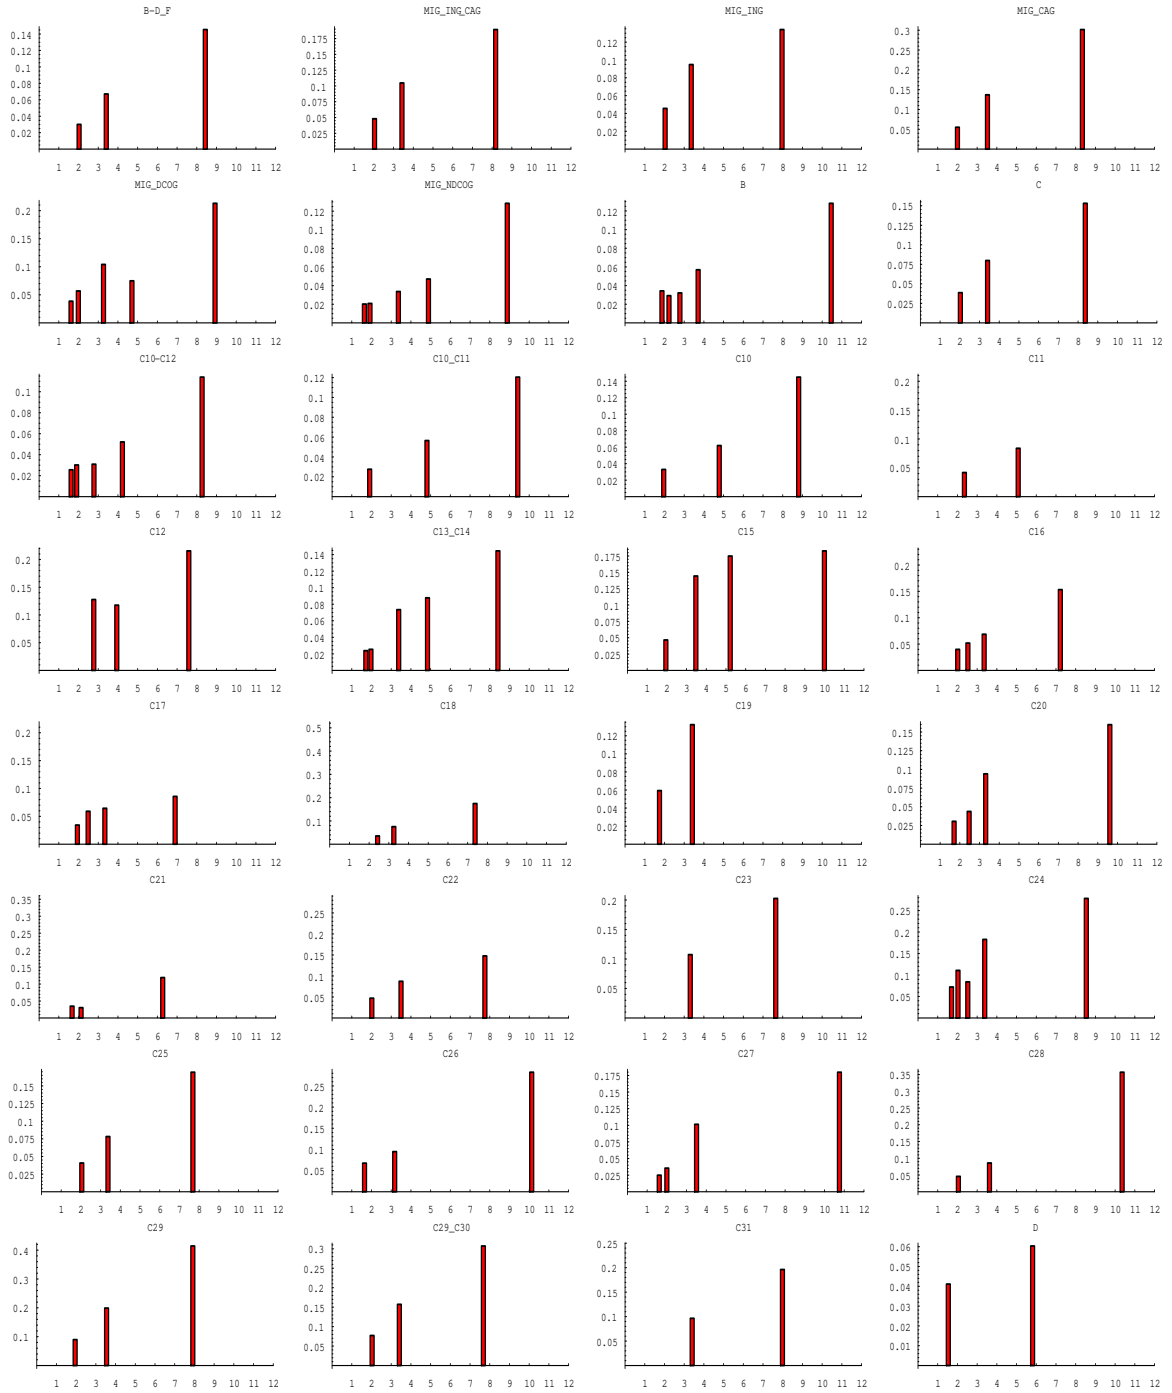 B-D_F MIG_ING_CAG MIG_ING MIG_CAG
0.14 0.12 0.1 0.08 0.06 0.04 0.02
0.175 0.15 0.125 0.1 0.075 0.05 0.025
0.12 0.1 0.08 0.06 0.04 0.02
0.3 0.25 0.2 0.15 0.1 0.05
1 2 3 4 5 6 7 8 9 10 11 12
1 2 3 4 5 6 7 8 9 10 11 12
1 2 3 4 5 6 7 8 9 10 11 12
1 2 3 4 5 6 7 8 9 10 11 12
MIG_DCOG MIG_NDCOG B C
0.2 0.15 0.1 0.05
0.12 0.1 0.08 0.06 0.04 0.02
0.12 0.1 0.08 0.06 0.04 0.02
0.15 0.125 0.1 0.075 0.05 0.025
1 2 3 4 5 6 7 8 9 10 11 12
1 2 3 4 5 6 7 8 9 10 11 12
1 2 3 4 5 6 7 8 9 10 11 12
1 2 3 4 5 6 7 8 9 10 11 12
C10-C12 C10_C11 C10 C11
0.1 0.08 0.06 0.04 0.02
0.12 0.1 0.08 0.06 0.04 0.02
0.14 0.12 0.1 0.08 0.06 0.04 0.02
0.2 0.15 0.1 0.05
1 2 3 4 5 6 7 8 9 10 11 12
1 2 3 4 5 6 7 8 9 10 11 12
1 2 3 4 5 6 7 8 9 10 11 12
1 2 3 4 5 6 7 8 9 10 11 12
C12 C13_C14 C15 C16
0.2 0.15 0.1 0.05
0.14 0.12 0.1 0.08 0.06 0.04 0.02
0.175 0.15 0.125 0.1 0.075 0.05 0.025
0.2 0.15 0.1 0.05
1 2 3 4 5 6 7 8 9 10 11 12
1 2 3 4 5 6 7 8 9 10 11 12
1 2 3 4 5 6 7 8 9 10 11 12
1 2 3 4 5 6 7 8 9 10 11 12
C17 C18 C19 C20
0.2 0.15 0.1 0.05
0.5 0.4 0.3 0.2 0.1
0.12 0.1 0.08 0.06 0.04 0.02
0.15 0.125 0.1 0.075 0.05 0.025
1 2 3 4 5 6 7 8 9 10 11 12
1 2 3 4 5 6 7 8 9 10 11 12
1 2 3 4 5 6 7 8 9 10 11 12
1 2 3 4 5 6 7 8 9 10 11 12
C21 C22 C23 C24
0.35 0.3 0.25 0.2 0.15 0.1 0.05
0.25 0.2 0.15 0.1 0.05
0.2 0.15 0.1 0.05
0.25 0.2 0.15 0.1 0.05
1 2 3 4 5 6 7 8 9 10 11 12
1 2 3 4 5 6 7 8 9 10 11 12
1 2 3 4 5 6 7 8 9 10 11 12
1 2 3 4 5 6 7 8 9 10 11 12
C25 C26 C27 C28
0.15 0.125 0.1 0.075 0.05 0.025
0.25 0.2 0.15 0.1 0.05
0.175 0.15 0.125 0.1 0.075 0.05 0.025
0.35 0.3 0.25 0.2 0.15 0.1 0.05
1 2 3 4 5 6 7 8 9 10 11 12
1 2 3 4 5 6 7 8 9 10 11 12
1 2 3 4 5 6 7 8 9 10 11 12
1 2 3 4 5 6 7 8 9 10 11 12
C29 C29_C30 C31 D
0.4 0.3 0.2 0.1
0.3 0.25 0.2 0.15 0.1 0.05
0.25 0.2 0.15 0.1 0.05
0.06 0.05 0.04 0.03 0.02 0.01
1 2 3 4 5 6 7 8 9 10 11 12
1 2 3 4 5 6 7 8 9 10 11 12
1 2 3 4 5 6 7 8 9 10 11 12
1 2 3 4 5 6 7 8 9 10 11 12